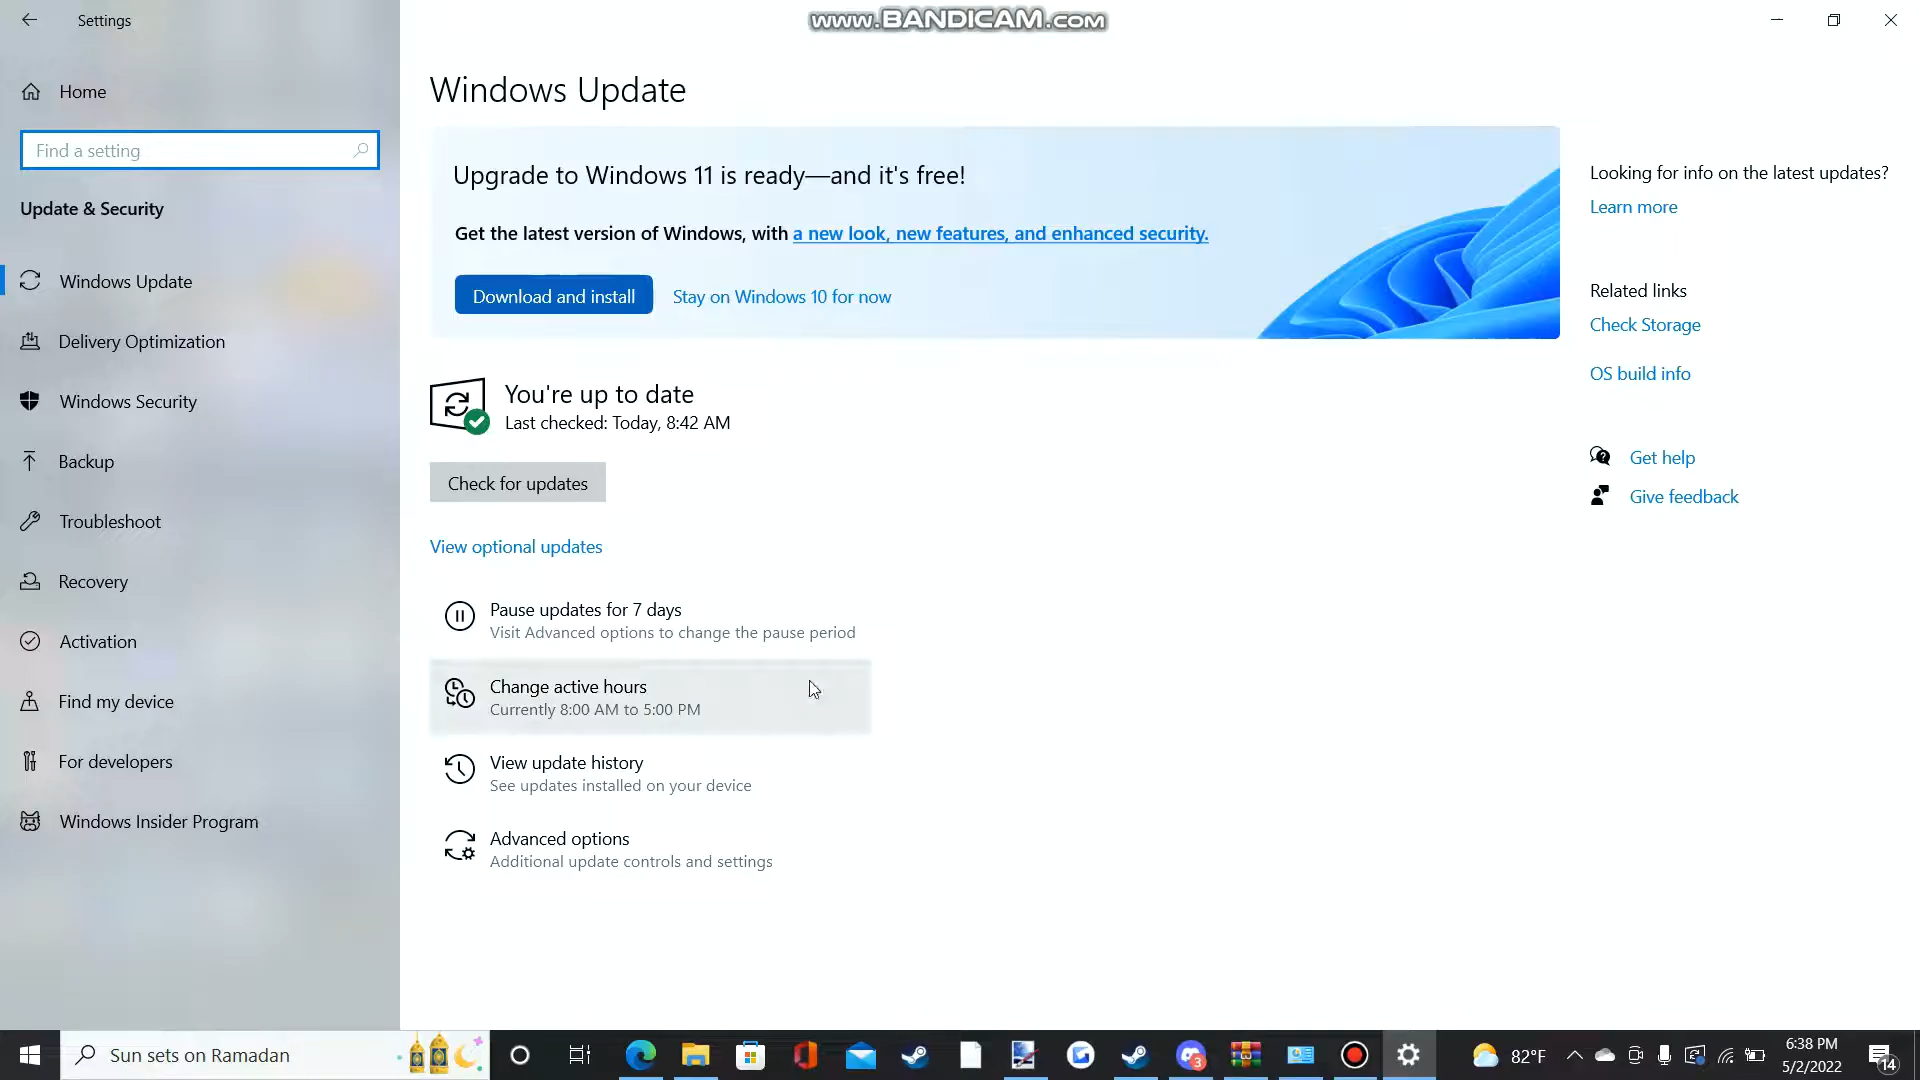 Settings
www.BANDICAM.com
Home
Find a setting
Update & Security
Windows Update
Delivery Optimization
Windows Security
Backup
Troubleshoot
Recovery
Activation
Find my device
For developers
Windows Insider Program
Windows Update
Upgrade to Windows 11 is ready—and it's free!
Get the latest version of Windows, with a new look, new features, and enhanced security.
Download and install
Stay on Windows 10 for now
You're up to date
Last checked: Today, 8:42 AM
Check for updates
View optional updates
Pause updates for 7 days
Visit Advanced options to change the pause period
Change active hours
Currently 8:00 AM to 5:00 PM
View update history
See updates installed on your device
Advanced options
Additional update controls and settings
Looking for info on the latest updates?
Learn more
Related links
Check Storage
OS build info
Get help
Give feedback
Sun sets on Ramadan
3
82°F
6:38 PM
5/2/2022
14